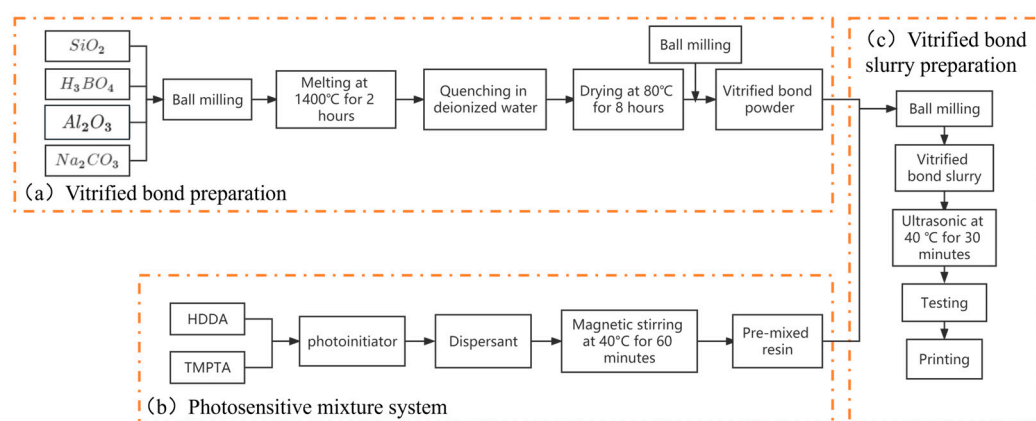 SiO₂
H₃BO₄
Al₂O₃
Na₂CO₃
Ball milling
Melting at
1400℃ for 2
hours
Quenching in
deionized water
Drying at 80℃
for 8 hours
Ball milling
Vitrified bond
powder
(a) Vitrified bond preparation
HDDA
TMPTA
photoinitiator
Dispersant
Magnetic stirring
at 40°C for 60
minutes
Pre-mixed
resin
(b) Photosensitive mixture system
(c) Vitrified bond
slurry preparation
Ball milling
Vitrified
bond slurry
Ultrasonic at
40 ℃ for 30
minutes
Testing
Printing